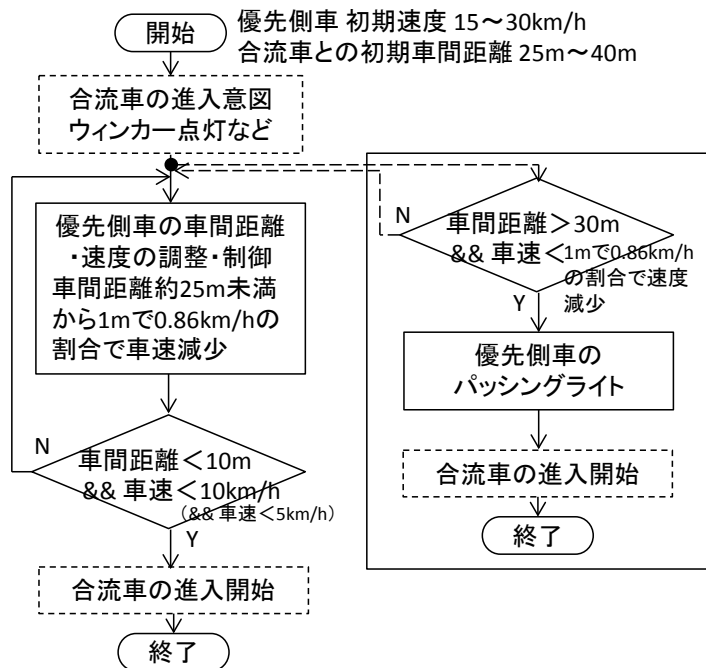 開始
優先側車 初期速度 15～30km/h
合流車との初期車間距離 25m～40m
合流車の進入意図
ウィンカー点灯など
優先側車の車間距離
・速度の調整・制御
車間距離約25m未満
から1mで0.86km/hの
割合で車速減少
N
車間距離＜10m
&& 車速＜10km/h
(&& 車速＜5km/h)
Y
合流車の進入開始
終了
N
車間距離＞30m
&& 車速＜1mで0.86km/h
の割合で速度
減少
Y
優先側車の
パッシングライト
合流車の進入開始
終了